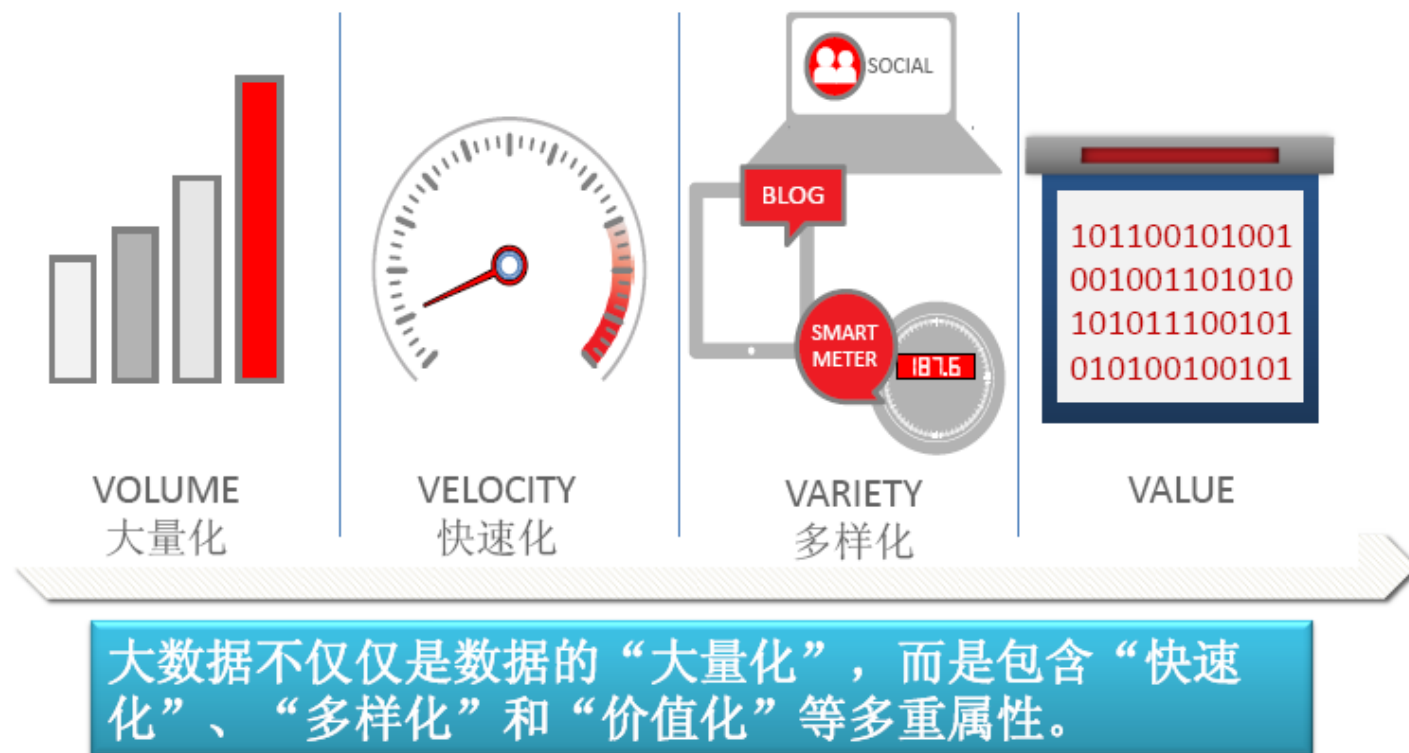 SOCIAL
BLOG
SMART
METER
187.6
101100101001
001001101010
101011100101
010100100101
VOLUME
大量化
VELOCITY
快速化
VARIETY
多样化
VALUE
大数据不仅仅是数据的“大量化”，而是包含“快速
化”、“多样化”和“价值化”等多重属性。